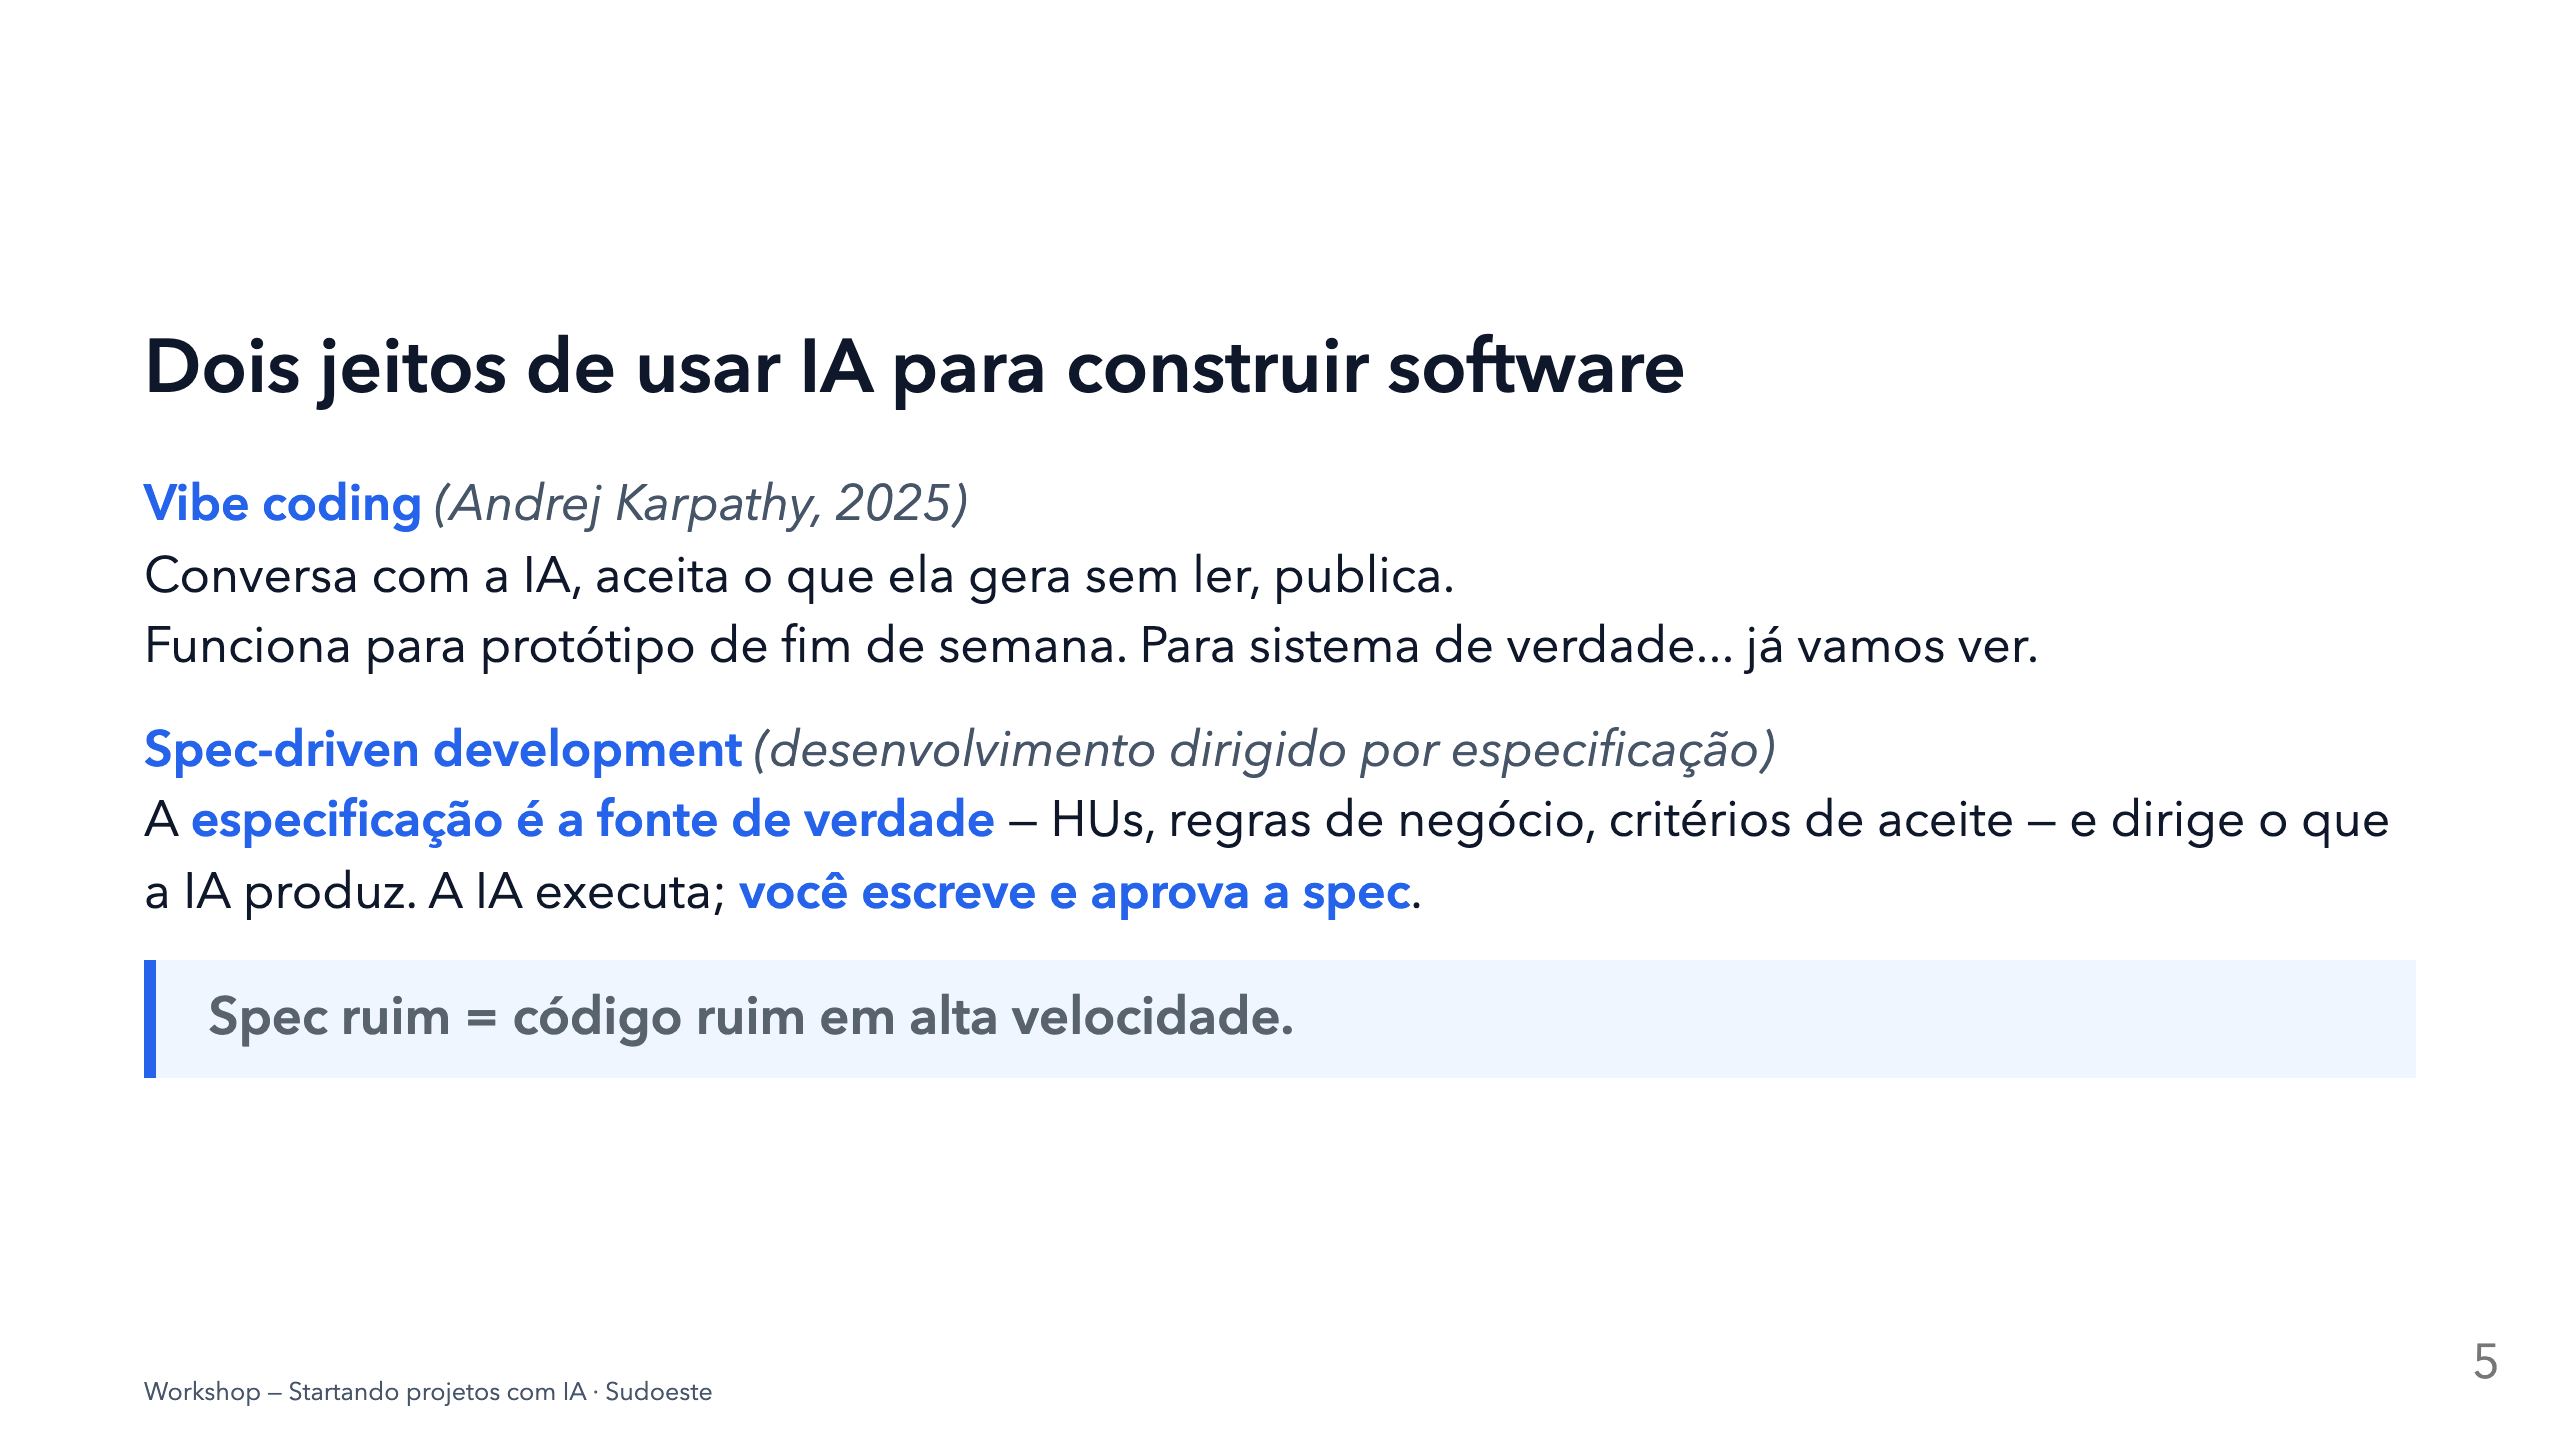 Dois jeitos de usar IA para construir software
Vibe coding (Andrej Karpathy, 2025)
Conversa com a IA, aceita o que ela gera sem ler, publica.
Funciona para protótipo de fim de semana. Para sistema de verdade... já vamos ver.
Spec-driven development (desenvolvimento dirigido por especificação)
A especificação é a fonte de verdade — HUs, regras de negócio, critérios de aceite — e dirige o que
a IA produz. A IA executa; você escreve e aprova a spec.
Spec ruim = código ruim em alta velocidade.
Workshop — Startando projetos com IA · Sudoeste
5